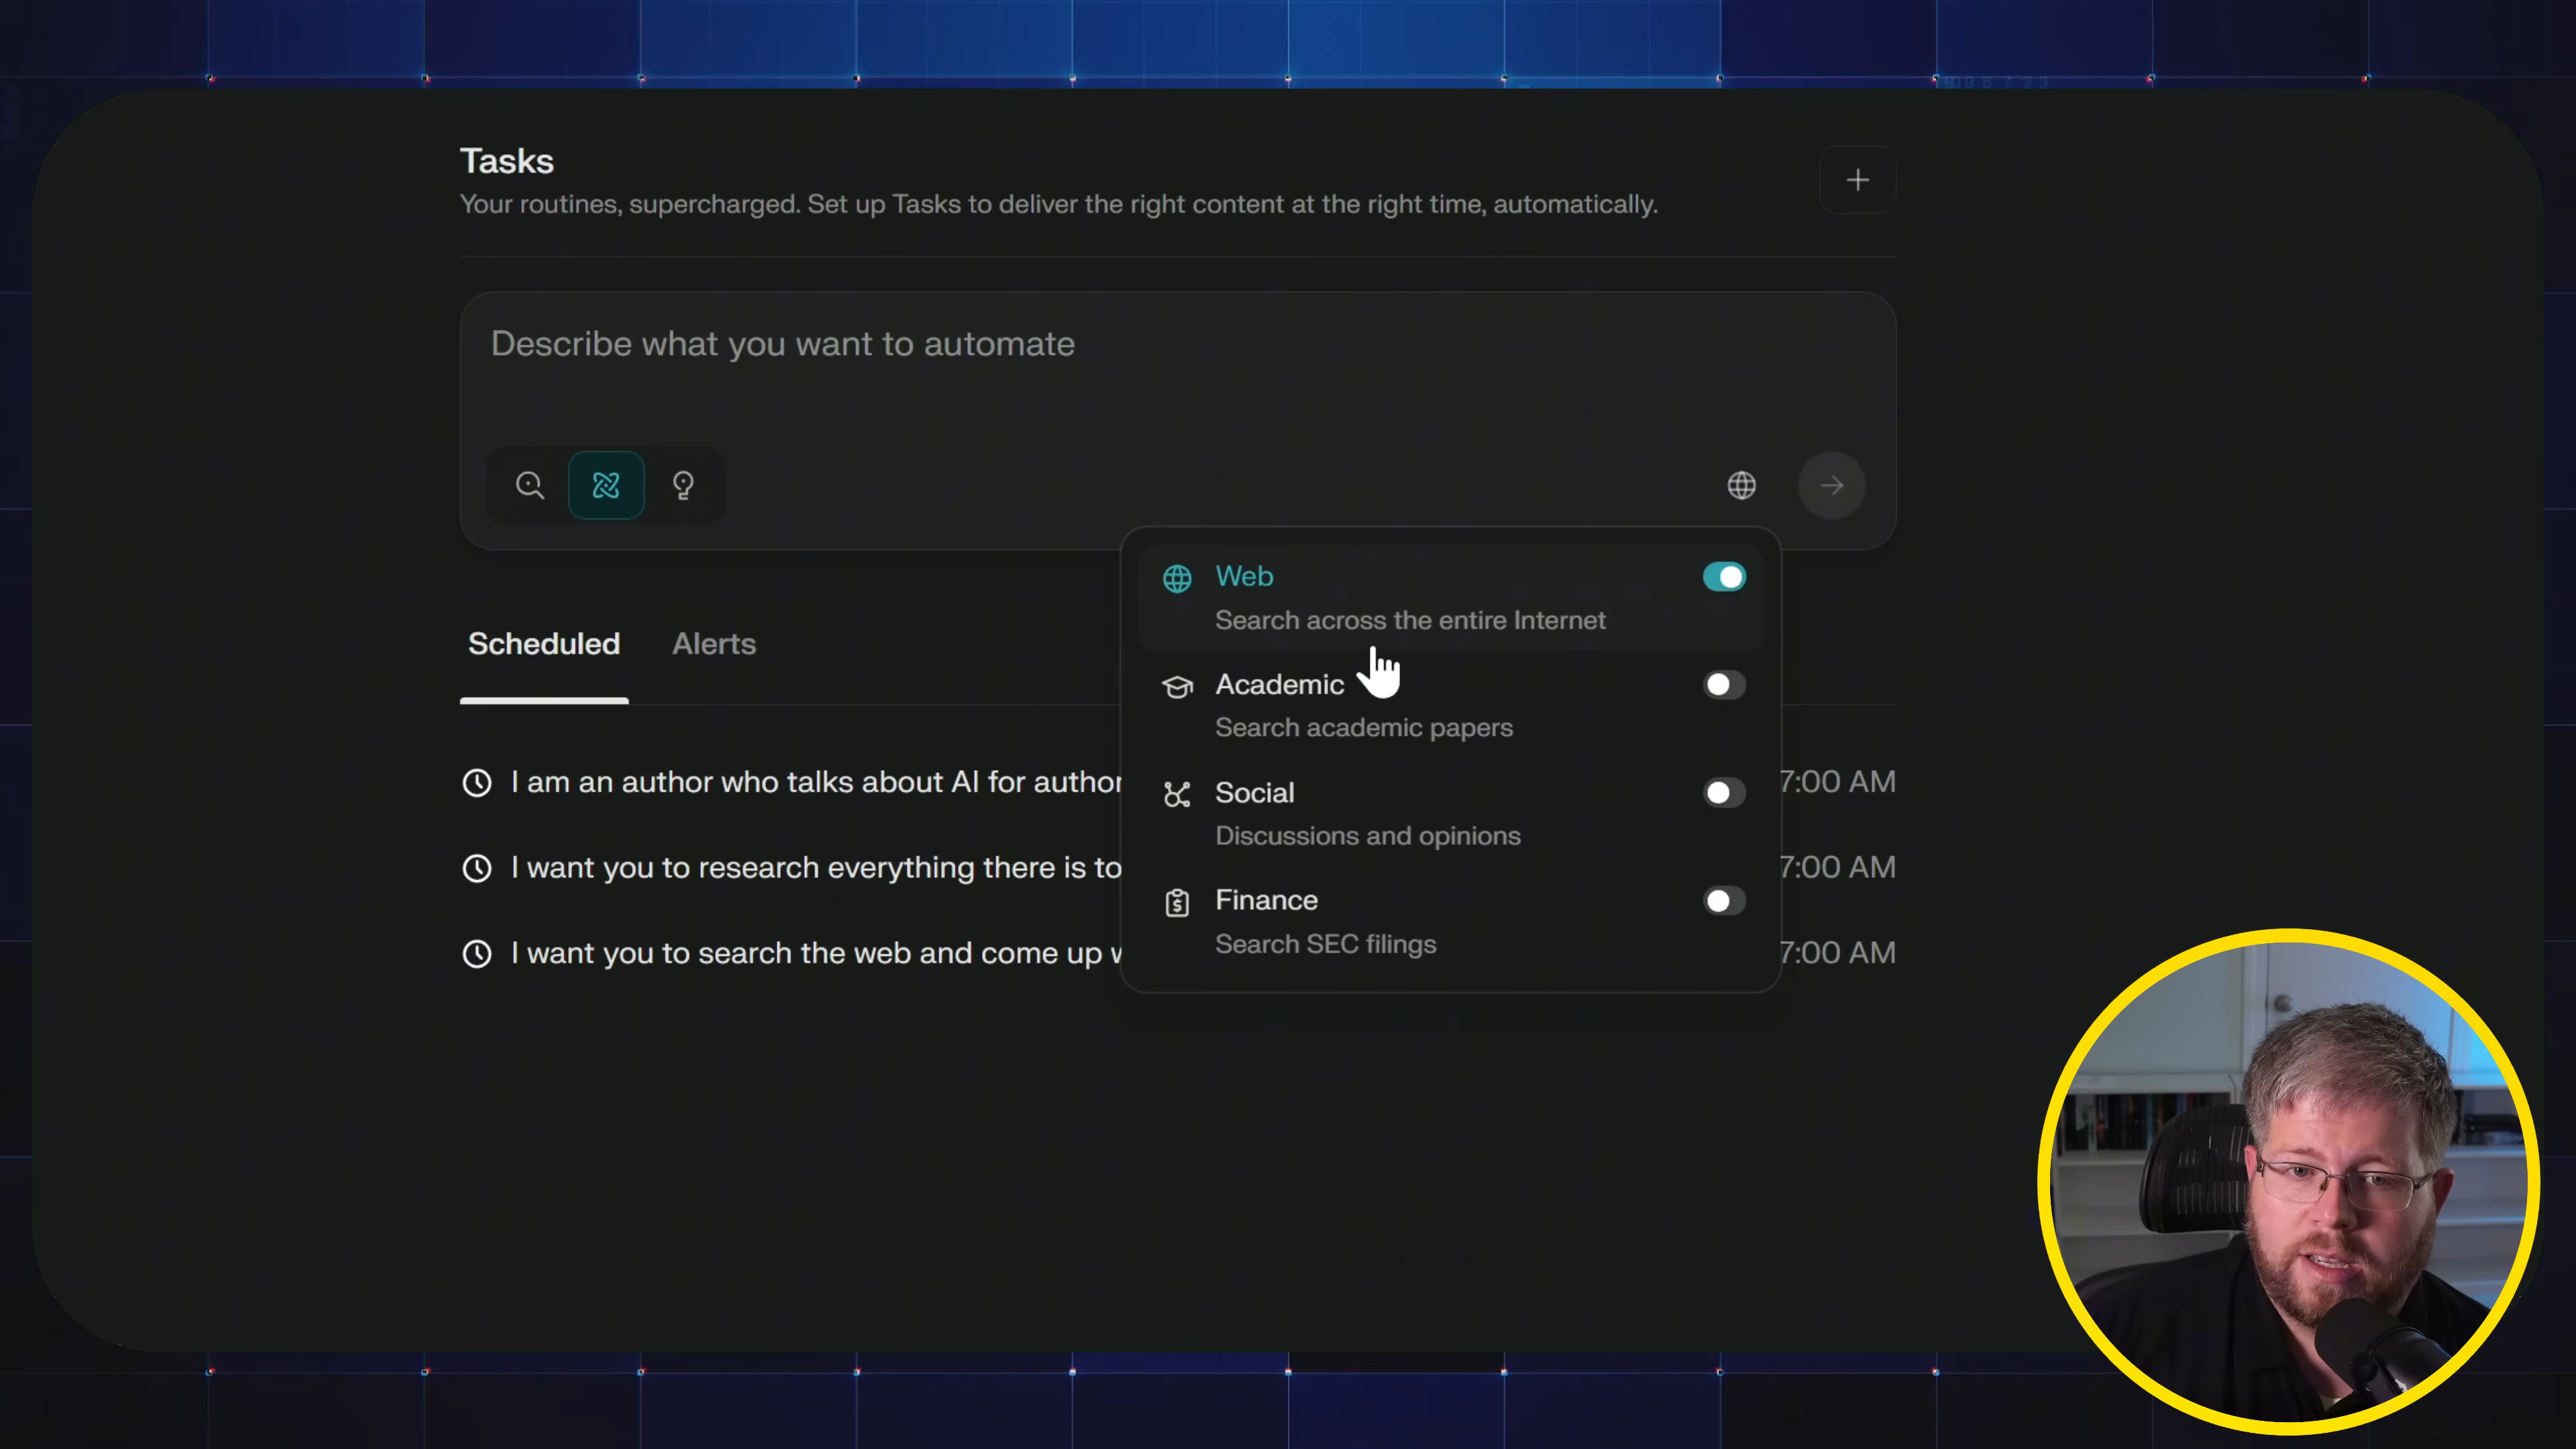 Tasks
Your routines, supercharged. Set up Tasks to deliver the right content at the right time, automatically.
Describe what you want to automate
Web
Search across the entire Internet
Scheduled Alerts
Academic
Search academic papers
I am an author who talks about AI for author 7:00 AM
Social
Discussions and opinions
I want you to research everything there is to 7:00 AM
Finance
Search SEC filings
I want you to search the web and come up 7:00 AM